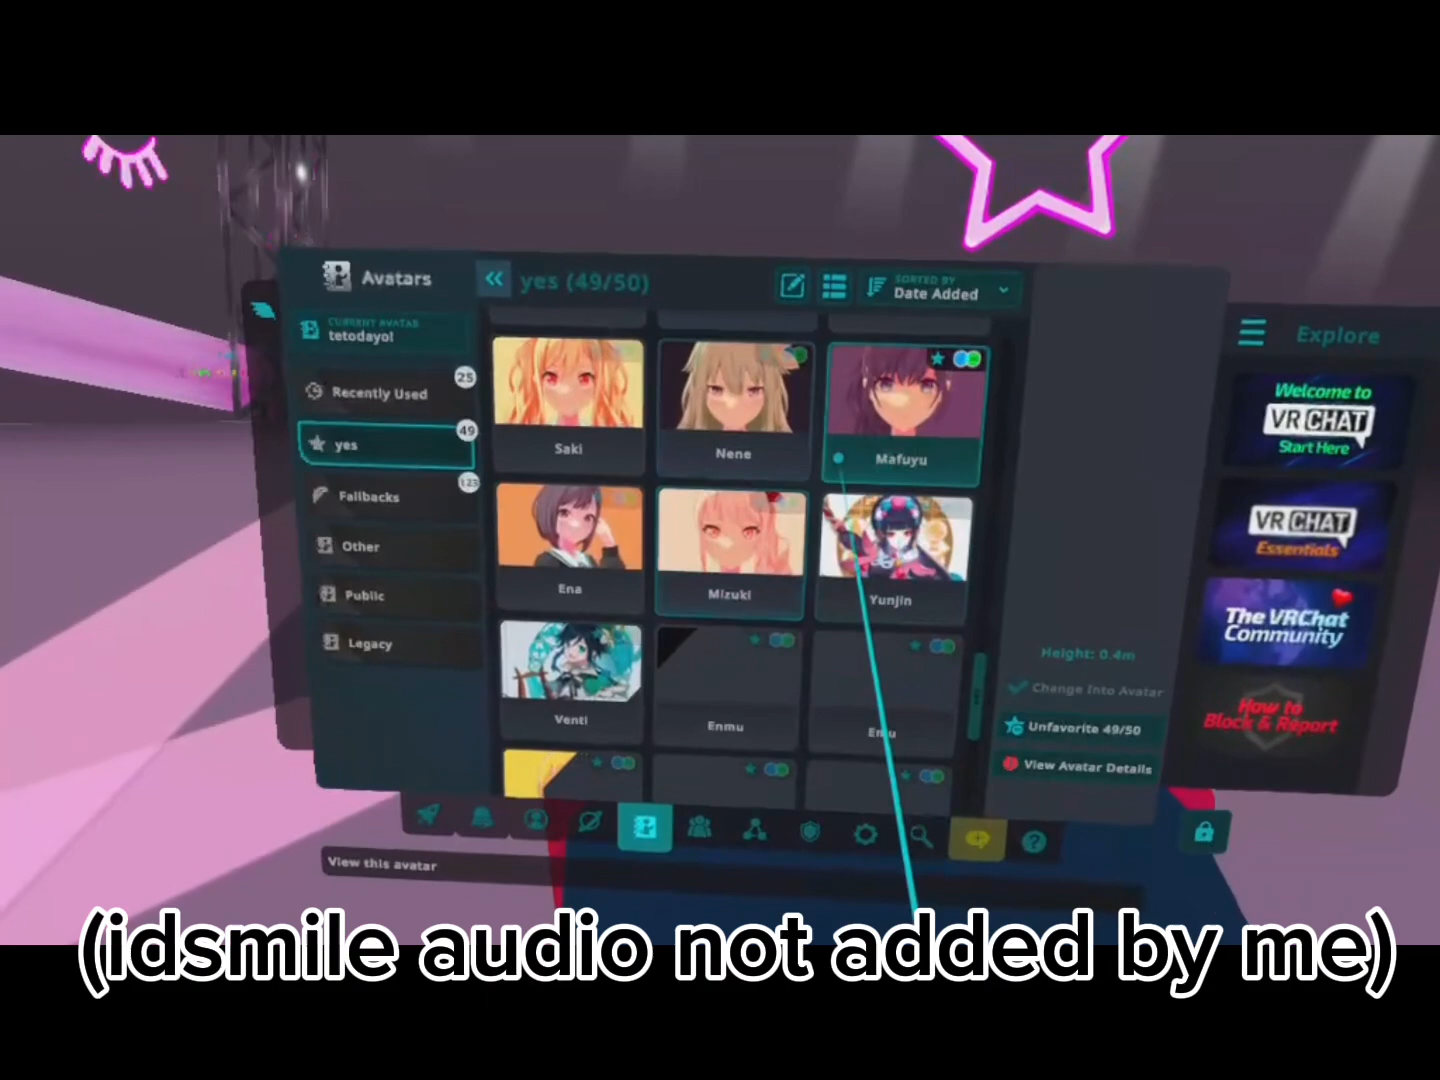 Avatars
yes (49/50)
SORTED BY
Date Added
CURRENT AVATAR
tetodayo!
Recently Used
25
yes
49
Fallbacks
123
Other
Public
Legacy
Saki
Nene
Mafuyu
Ena
Mizuki
Yunjin
Venti
Enmu
Emu
Height: 0.4m
Change Into Avatar
Unfavorite 49/50
View Avatar Details
Explore
Welcome to
VRCHAT
Start Here
VRCHAT
Essentials
The VRChat
Community
How to
Block & Report
View this avatar
(idsmile audio not added by me)